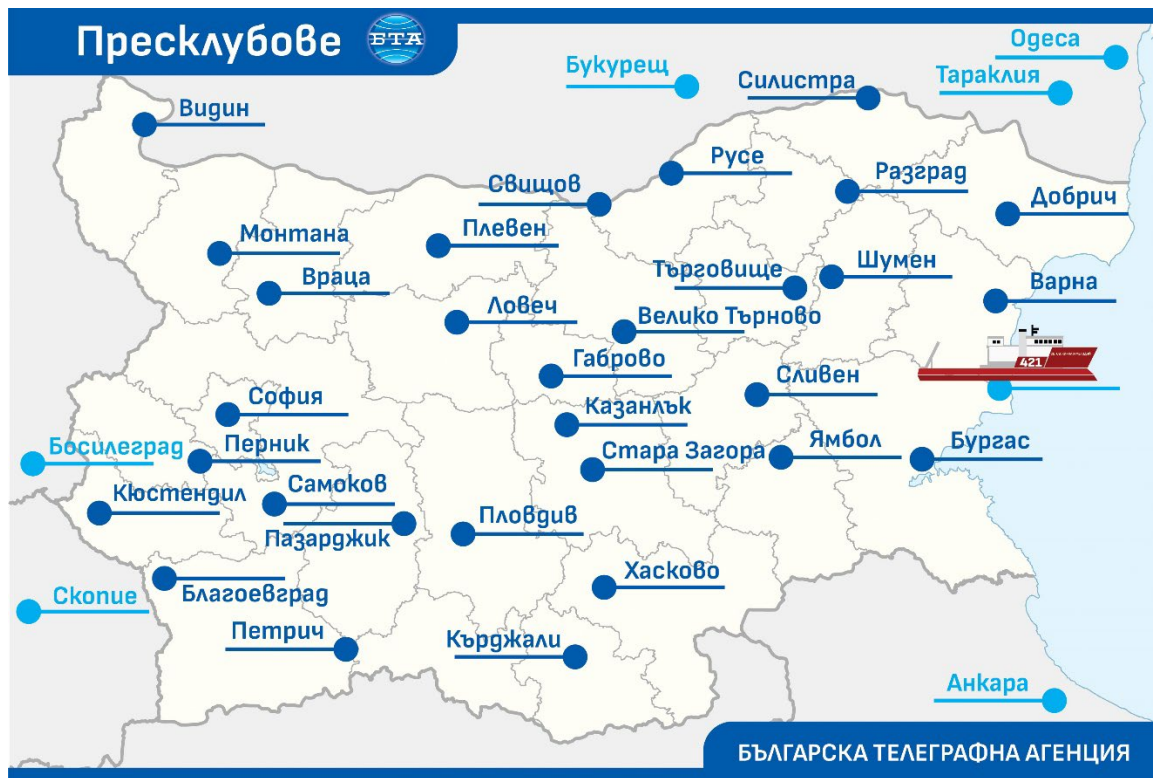 Пресклубове
БТА
Одеса
Букурещ
Тараклия
Силистра
Видин
Русе
Разград
Свищов
Добрич
Плевен
Монтана
Шумен
Търговище
Враца
Варна
Ловеч
Велико Търново
421
Габрово
Сливен
София
Казанлък
Босилеград
Перник
Стара Загора
Ямбол
Бургас
Кюстендил
Самоков
Пловдив
Пазарджик
Хасково
Скопие
Благоевград
Петрич
Кърджали
Анкара
БЪЛГАРСКА ТЕЛЕГРАФНА АГЕНЦИЯ